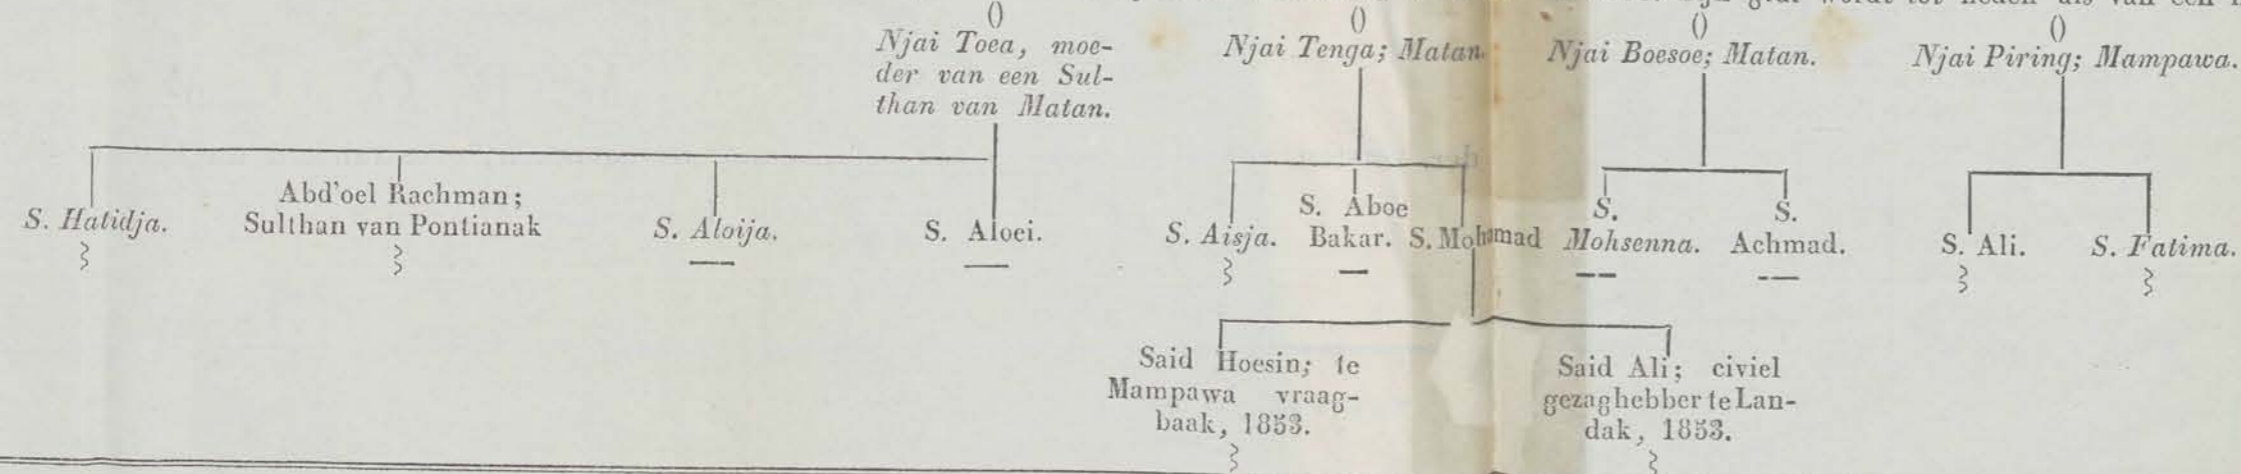 ()
()
()
()
Njai Toea, moe-
der van een Sul-
than van Matan.
Njai Tenga; Matan.
Njai Boesoe; Matan.
Njai Piring; Mampawa.
S. Hatidja.
Abd'oel Rachman;
Sulthan van Pontianak
S. Aloija.
S. Aloei.
S. Aisja.
S. Aboe
Bakar.
S. Mohamad
S.
Mohsenna.
S.
Achmad.
S. Ali.
S. Fatima.
Said Hoesin; te
Mampawa vraag-
baak, 1853.
Said Ali; civiel
gezaghebber te Lan-
dak, 1853.